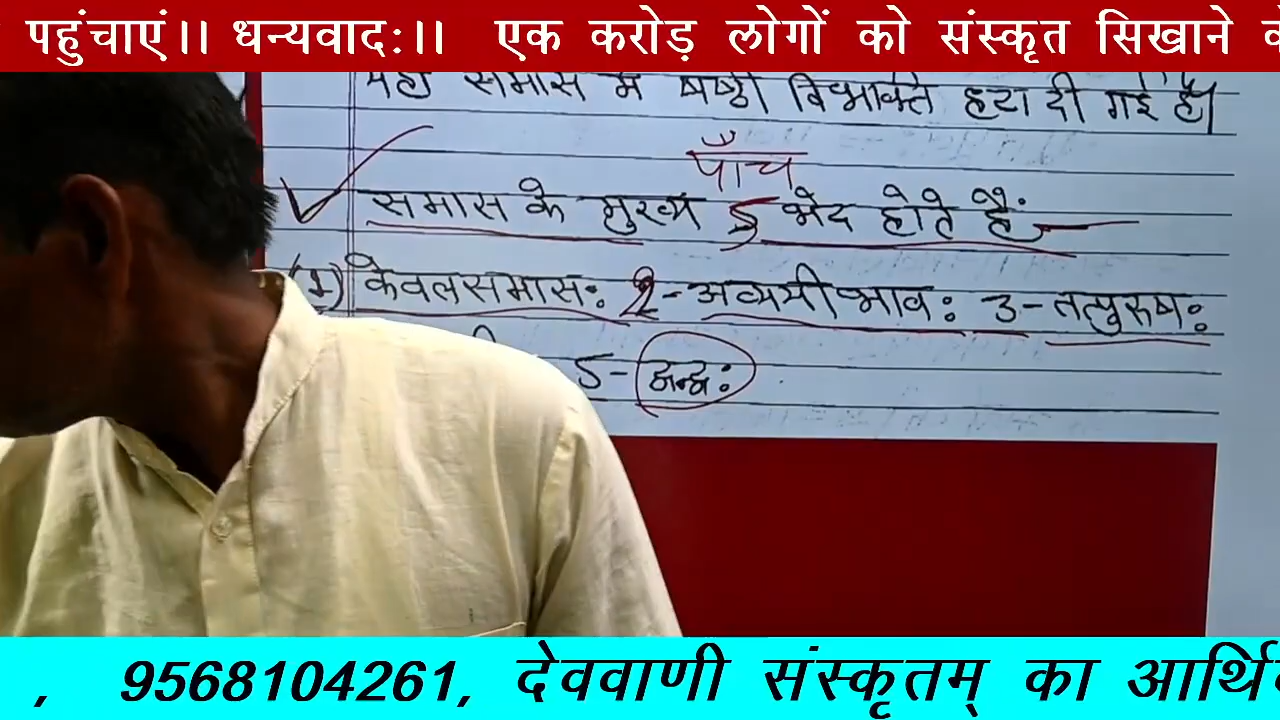 पहुंचाएं।। धन्यवादः।। एक करोड़ लोगों को संस्कृत सिखाने
यहाँ समास में षष्ठी विभक्ति हटा दी गई है।
पाँच
समास के मुख्य 5 भेद होते हैं
(1) केवलसमासः 2-अव्ययीभावः 3-तत्पुरुषः
5-द्वन्द्वः
, 9568104261, देववाणी संस्कृतम् का